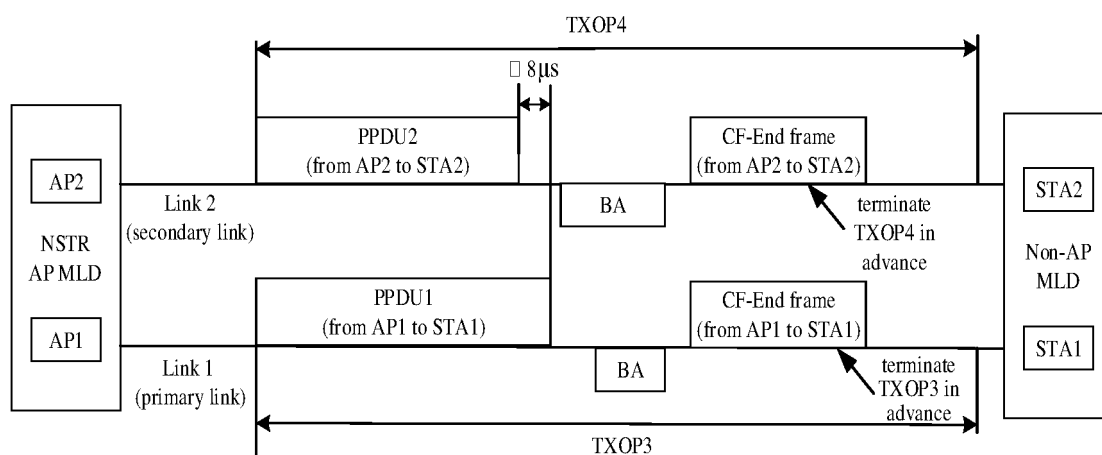 TXOP4
□ 8μs
PPDU2
(from AP2 to STA2)
CF-End frame
(from AP2 to STA2)
AP2
Link 2
(secondary link)
BA
terminate
TXOP4 in
advance
STA2
NSTR
AP MLD
Non-AP
MLD
PPDU1
(from AP1 to STA1)
CF-End frame
(from AP1 to STA1)
AP1
Link 1
(primary link)
BA
terminate
TXOP3 in
advance
STA1
TXOP3